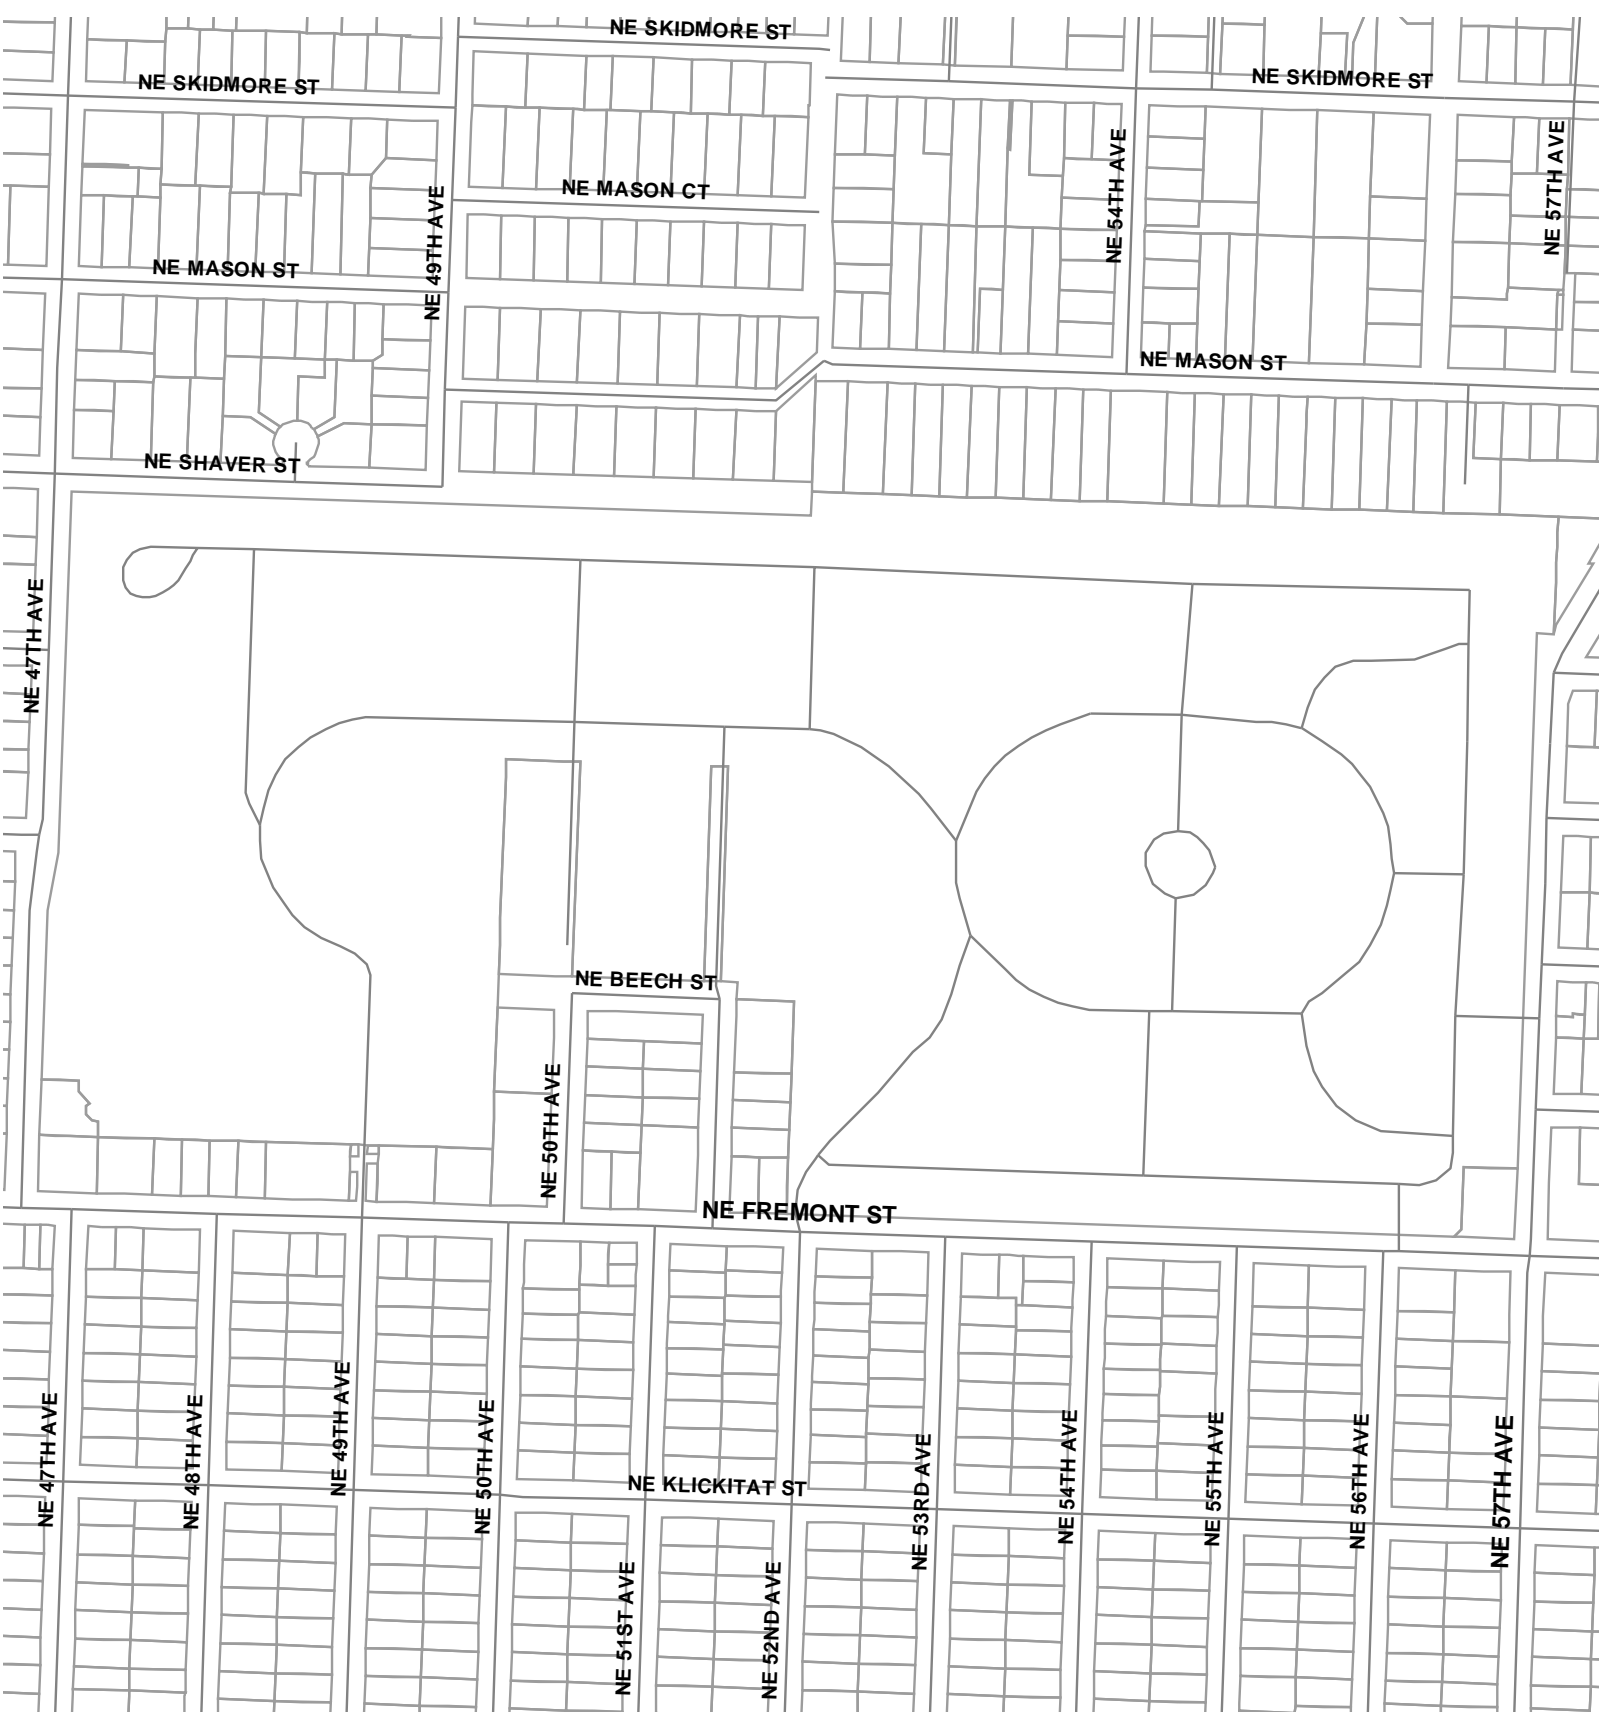 NE SKIDMORE ST
NE SKIDMORE ST
NE SKIDMORE ST
NE 57TH AVE
NE 54TH AVE
NE MASON CT
NE 49TH AVE
NE MASON ST
NE MASON ST
NE SHAVER ST
NE 47TH AVE
NE BEECH ST
NE 50TH AVE
NE FREMONT ST
NE 47TH AVE
NE 48TH AVE
NE 49TH AVE
NE 50TH AVE
NE KLICKITAT ST
NE 53RD AVE
NE 54TH AVE
NE 55TH AVE
NE 56TH AVE
NE 57TH AVE
NE 51ST AVE
NE 52ND AVE